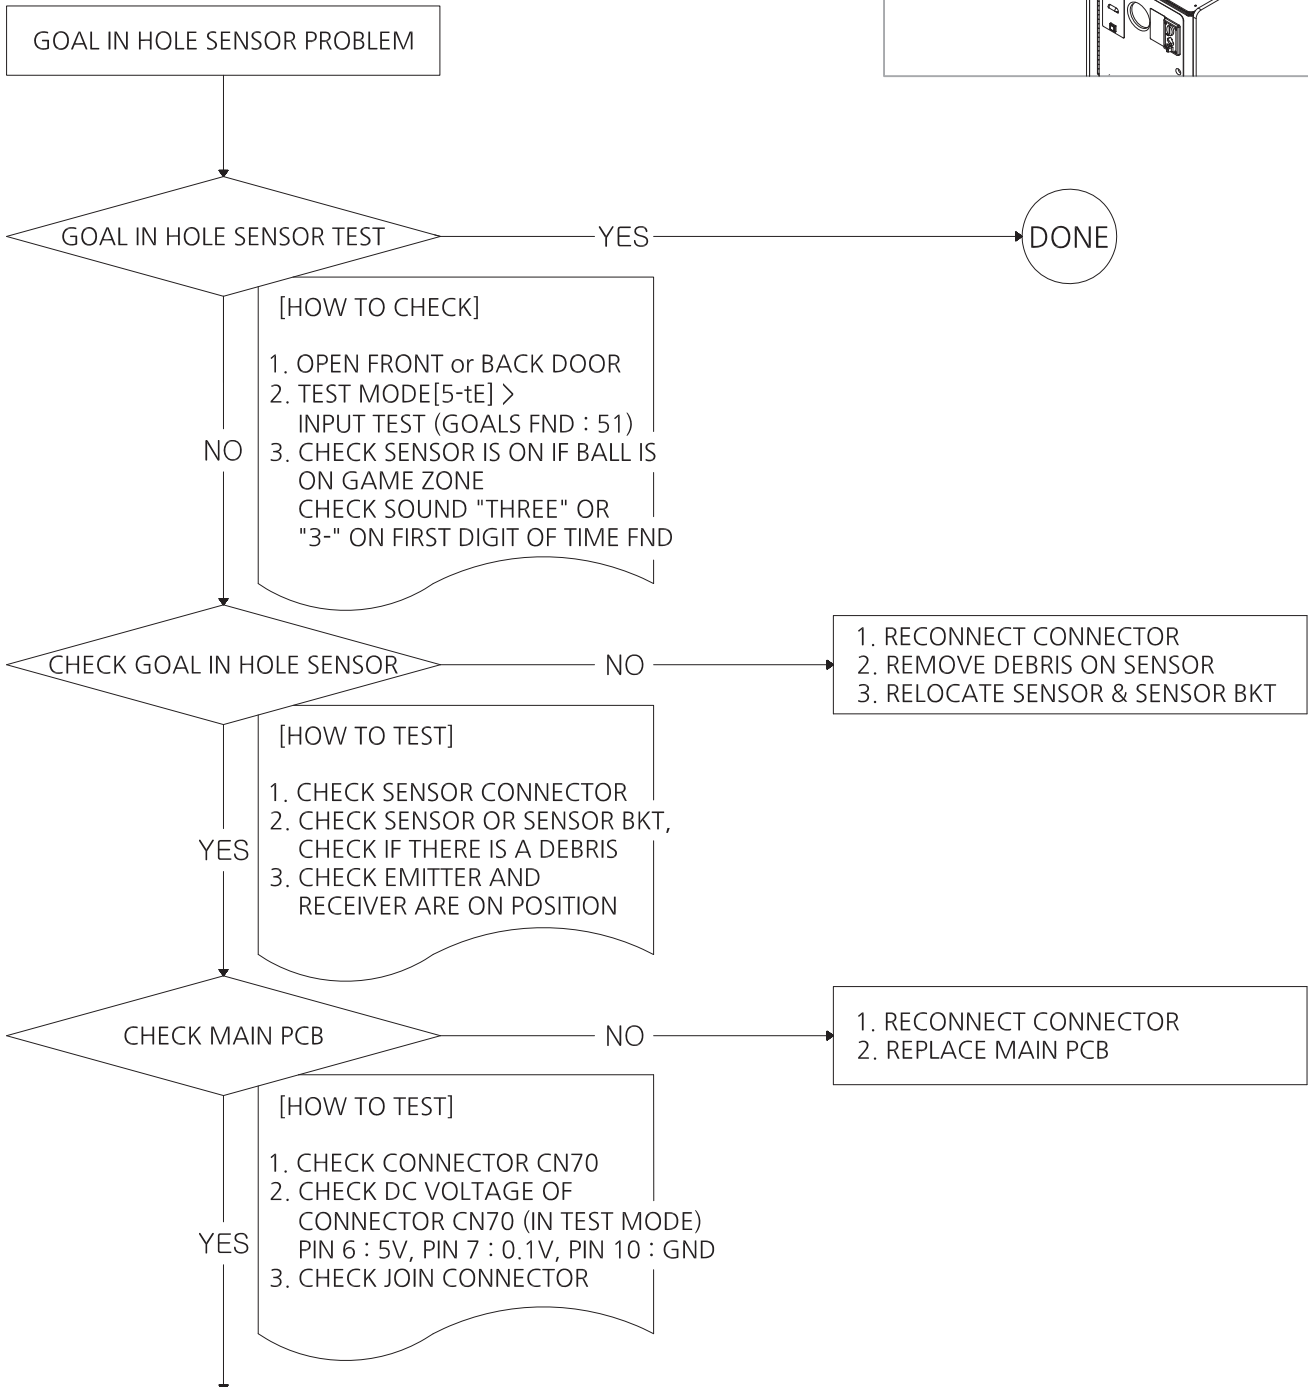 GOAL IN HOLE SENSOR PROBLEM
GOAL IN HOLE SENSOR TEST
YES
DONE
[HOW TO CHECK]
1. OPEN FRONT or BACK DOOR
2. TEST MODE[5-tE] >
INPUT TEST (GOALS FND : 51)
3. CHECK SENSOR IS ON IF BALL IS
ON GAME ZONE
CHECK SOUND "THREE" OR
"3-" ON FIRST DIGIT OF TIME FND
NO
CHECK GOAL IN HOLE SENSOR
NO
1. RECONNECT CONNECTOR
2. REMOVE DEBRIS ON SENSOR
3. RELOCATE SENSOR & SENSOR BKT
[HOW TO TEST]
1. CHECK SENSOR CONNECTOR
2. CHECK SENSOR OR SENSOR BKT,
CHECK IF THERE IS A DEBRIS
3. CHECK EMITTER AND
RECEIVER ARE ON POSITION
YES
CHECK MAIN PCB
NO
1. RECONNECT CONNECTOR
2. REPLACE MAIN PCB
[HOW TO TEST]
1. CHECK CONNECTOR CN70
2. CHECK DC VOLTAGE OF
CONNECTOR CN70 (IN TEST MODE)
PIN 6 : 5V, PIN 7 : 0.1V, PIN 10 : GND
3. CHECK JOIN CONNECTOR
YES